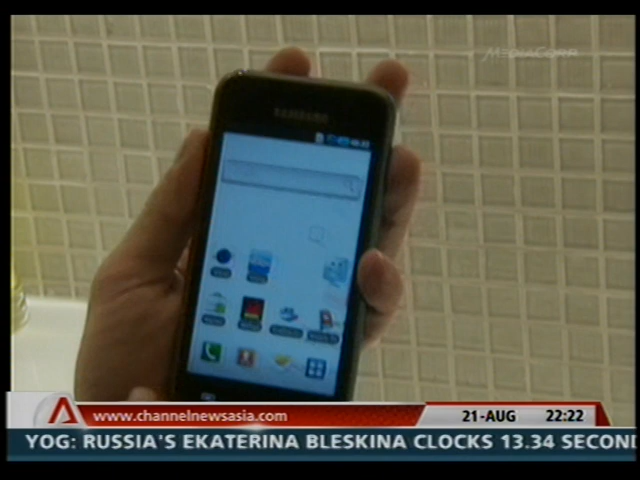 MEDIACORP
SAMSUNG
www.channelnewsasia.com
21-AUG
22:22
YOG: RUSSIA'S EKATERINA BLESKINA CLOCKS 13.34 SECOND